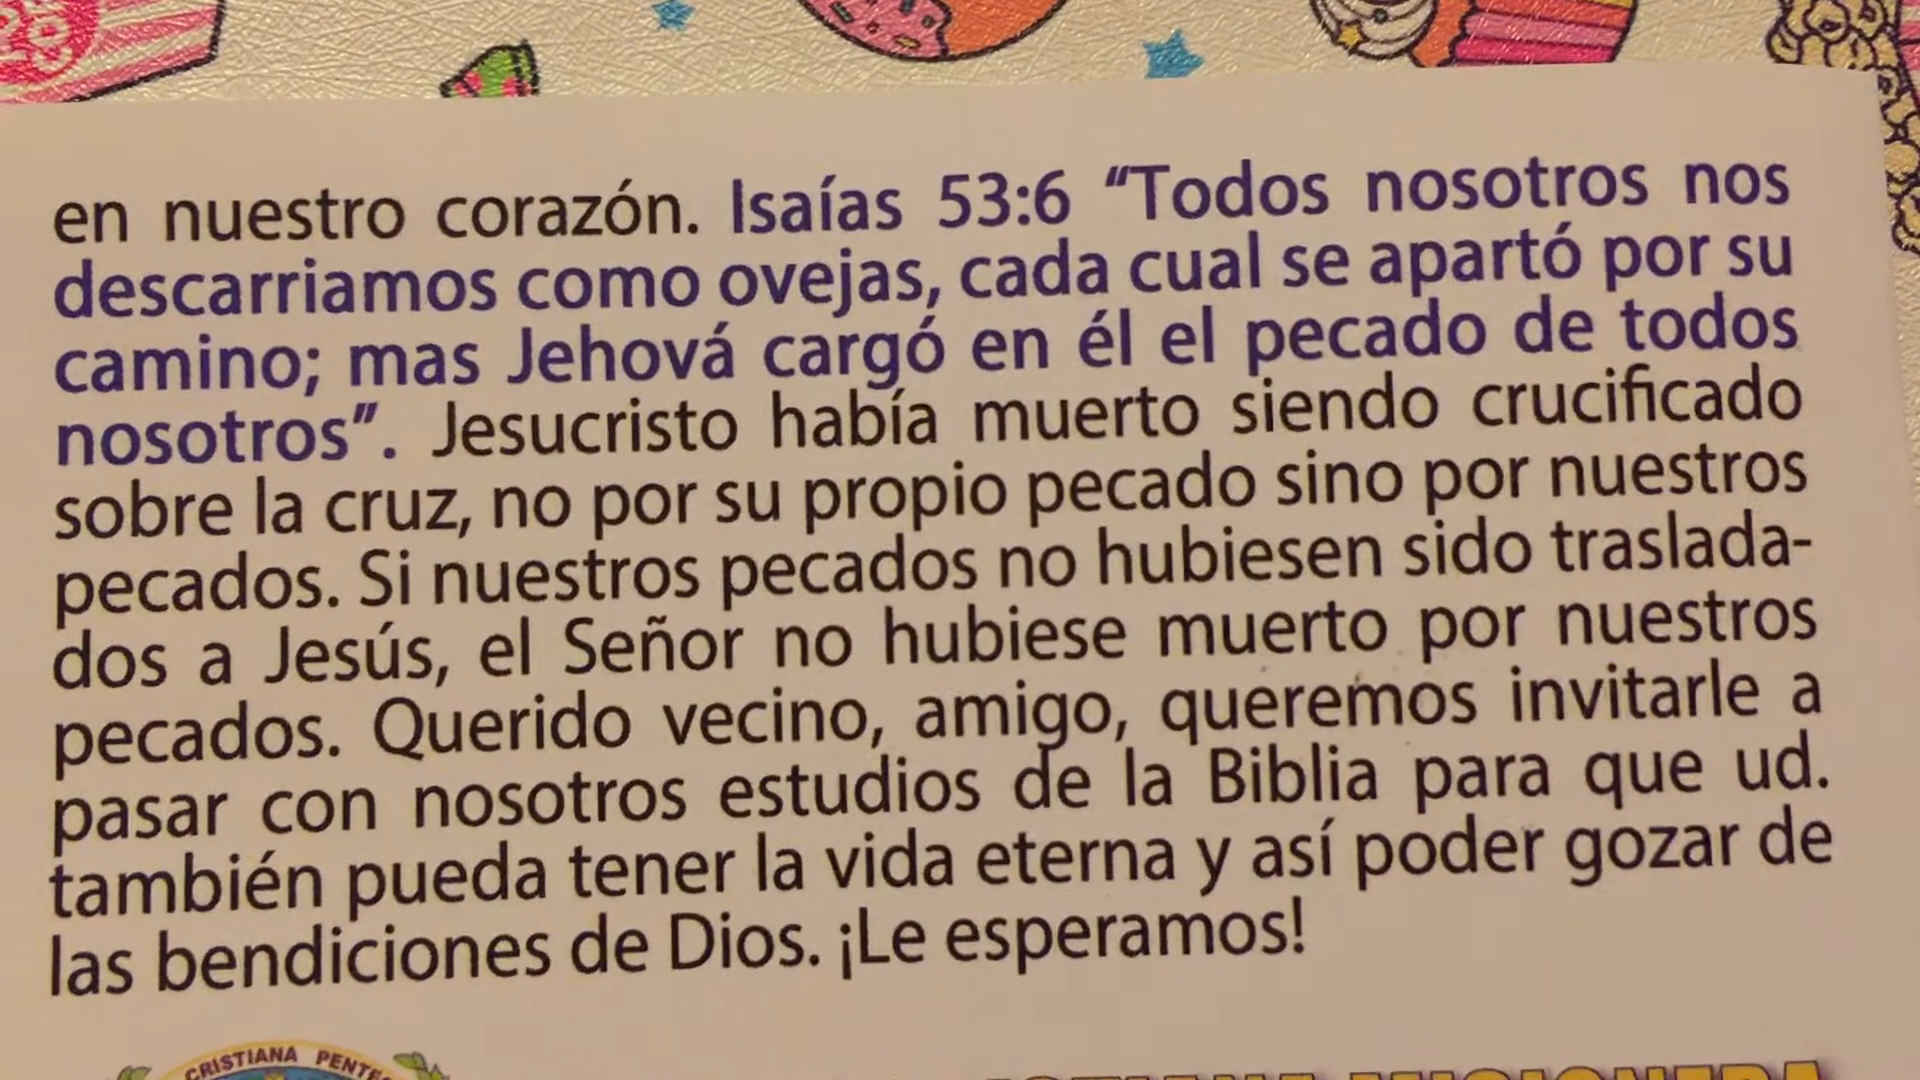 en nuestro corazón. Isaías 53:6 “Todos nosotros nos
descarriamos como ovejas, cada cual se apartó por su
camino; mas Jehová cargó en él el pecado de todos
nosotros”. Jesucristo había muerto siendo crucificado
sobre la cruz, no por su propio pecado sino por nuestros
pecados. Si nuestros pecados no hubiesen sido traslada-
dos a Jesús, el Señor no hubiese muerto por nuestros
pecados. Querido vecino, amigo, queremos invitarle a
pasar con nosotros estudios de la Biblia para que ud.
también pueda tener la vida eterna y así poder gozar de
las bendiciones de Dios. ¡Le esperamos!
CRISTIANA PENTE